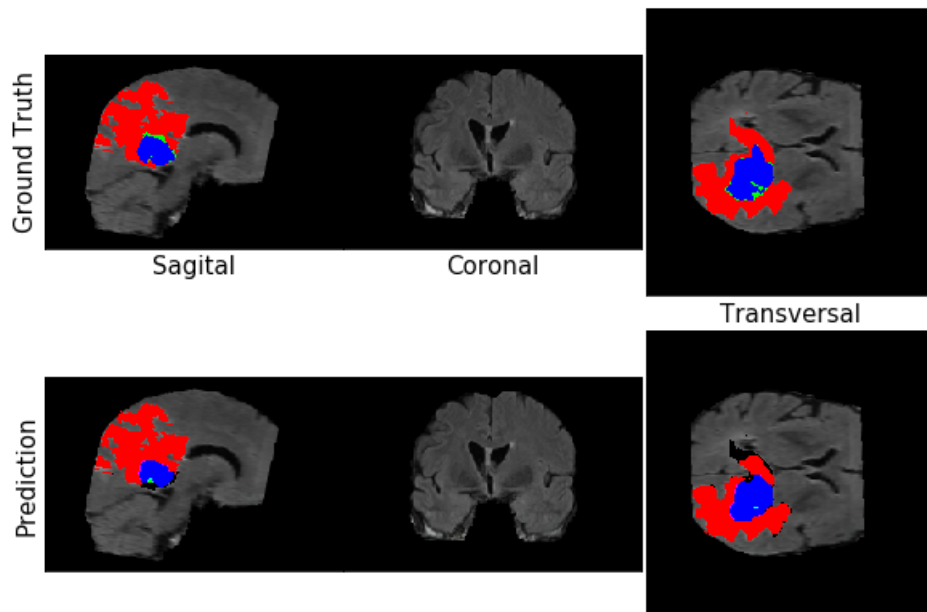 Ground Truth
Sagital
Coronal
Transversal
Prediction